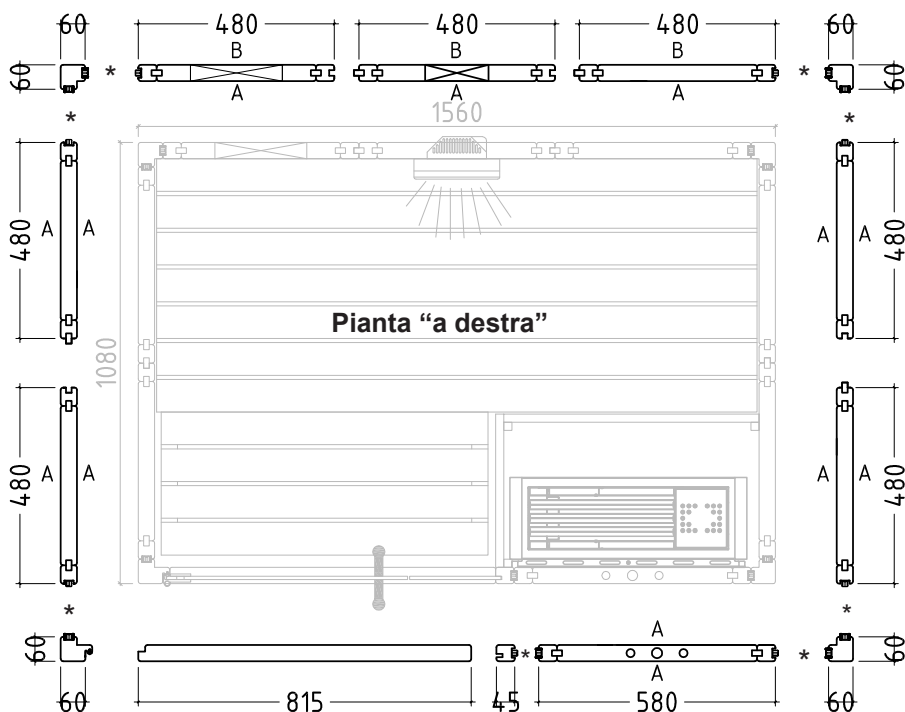 60 480 480 480 60
B B B
60 * * 60
A A A
* 1560 *
480 A A A A 480
1080
Pianta “a destra”
480 A A A A 480
* *
60 A 60
* *
A
60 815 45 580 60